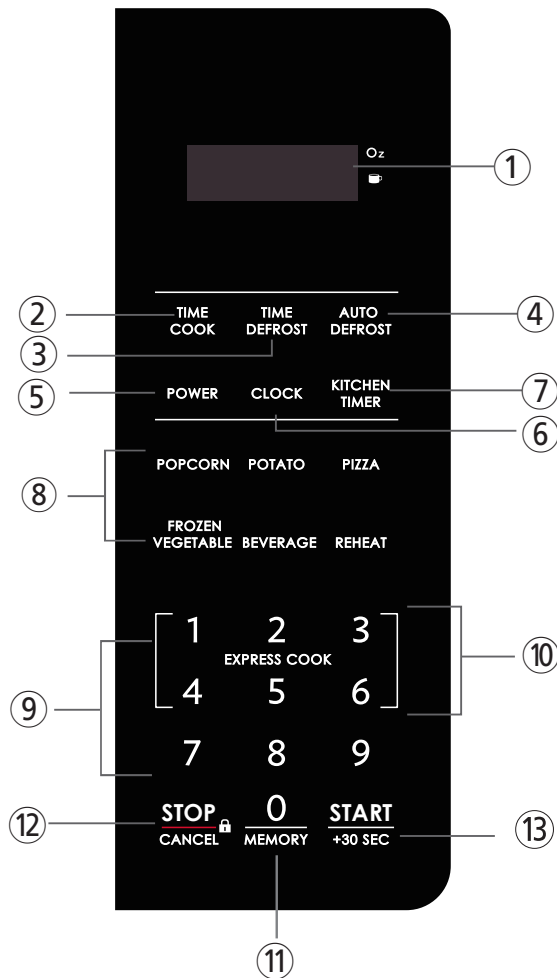 Oz
①
TIME COOK
TIME DEFROST
AUTO DEFROST
②
③
④
POWER
CLOCK
KITCHEN TIMER
⑤
⑥
⑦
POPCORN
POTATO
PIZZA
⑧
FROZEN VEGETABLE
BEVERAGE
REHEAT
1 2 3
EXPRESS COOK
4 5 6
⑨
⑩
7 8 9
STOP
CANCEL
0
MEMORY
START
+30 SEC
⑫
⑬
⑪